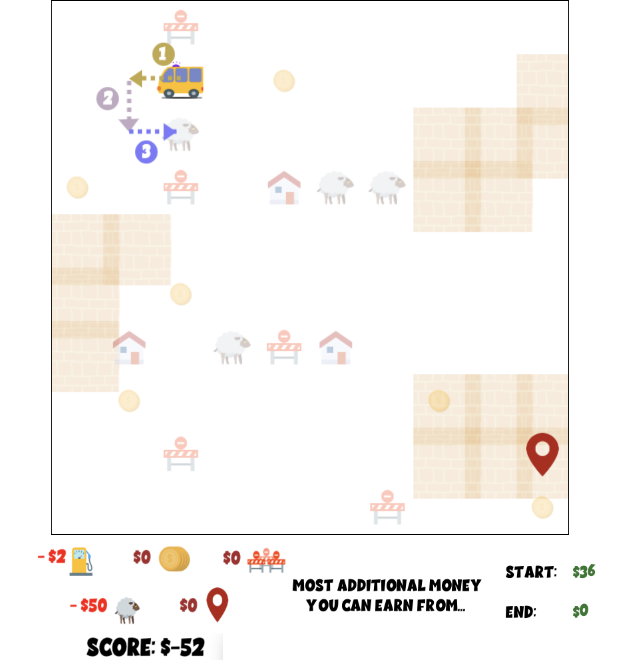 1
2
3
- $2
$0
$0
MOST ADDITIONAL MONEY
YOU CAN EARN FROM...
START: $36
- $50
$0
END: $0
SCORE: $-52